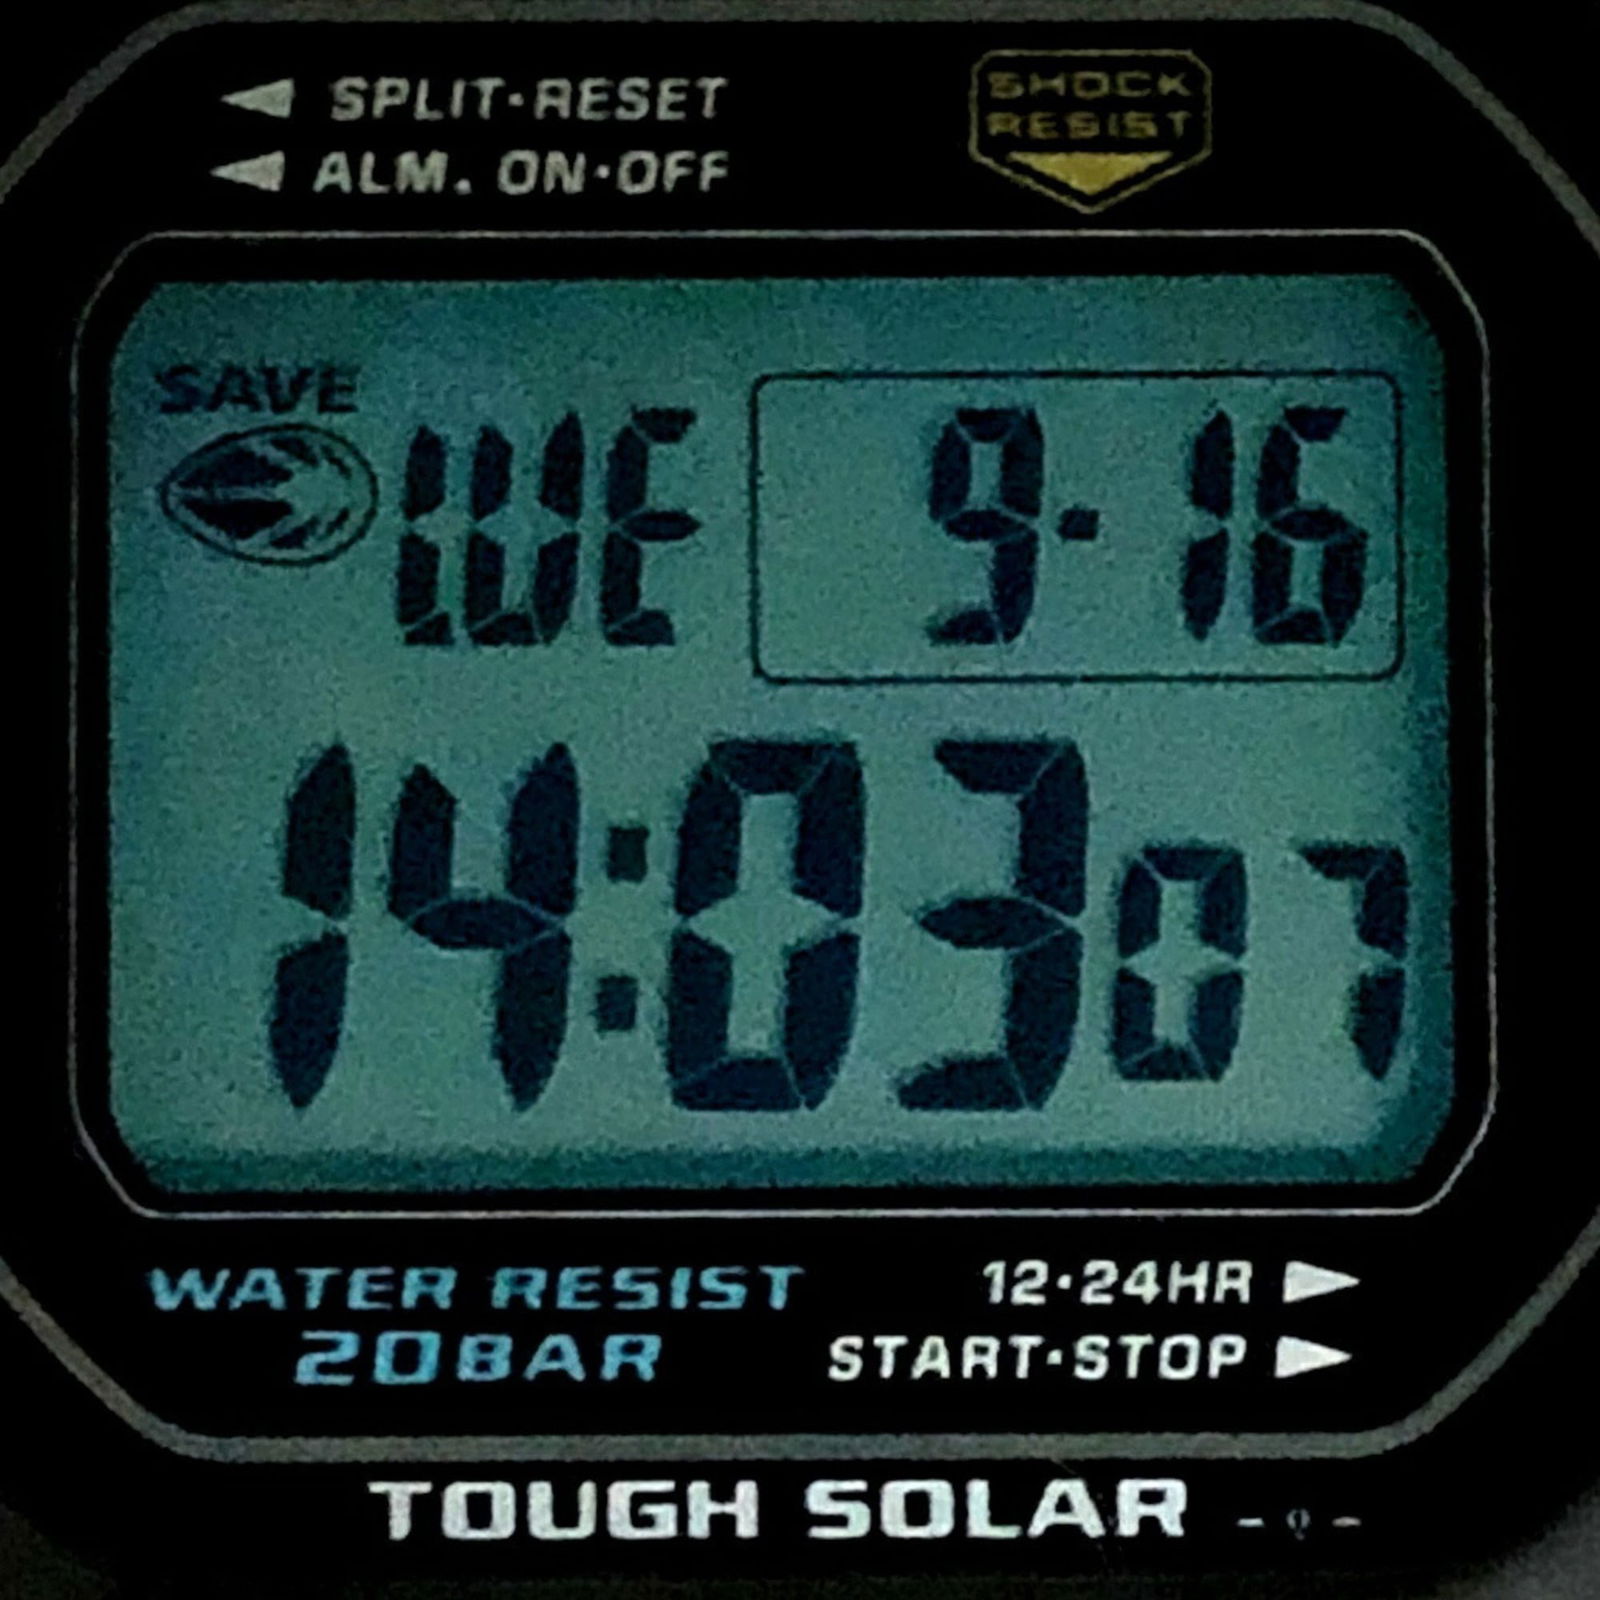 SPLIT·RESET
ALM. ON·OFF
SHOCK
RESIST
SAVE
WE 9-16
14:03 07
WATER RESIST
20BAR
12·24HR
START·STOP
TOUGH SOLAR